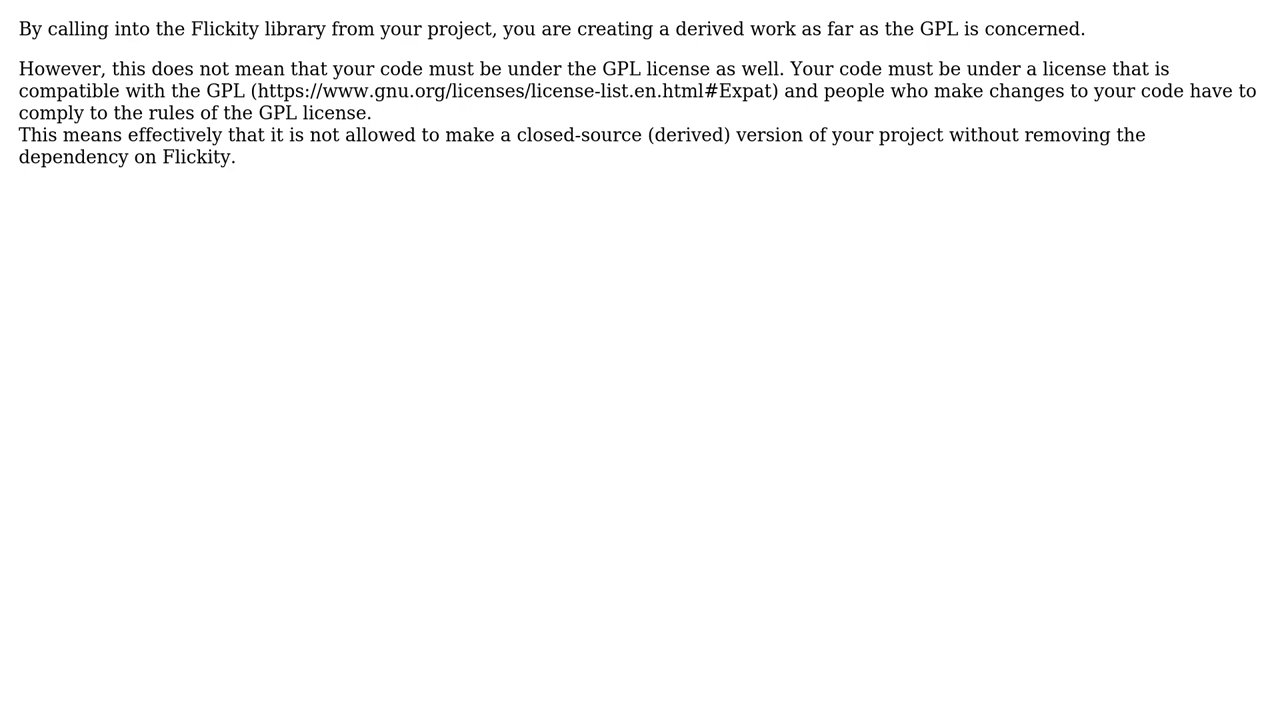 By calling into the Flickity library from your project, you are creating a derived work as far as the GPL is concerned.
However, this does not mean that your code must be under the GPL license as well. Your code must be under a license that is
compatible with the GPL (https://www.gnu.org/licenses/license-list.en.html#Expat) and people who make changes to your code have to
comply to the rules of the GPL license.
This means effectively that it is not allowed to make a closed-source (derived) version of your project without removing the
dependency on Flickity.